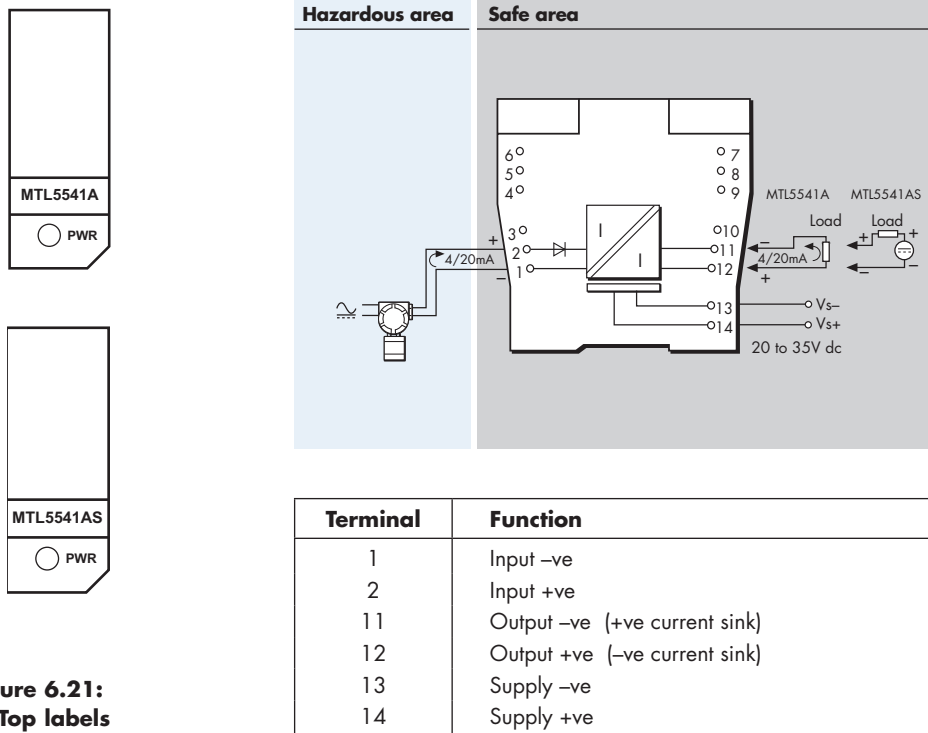 MTL5541A
PWR
MTL5541AS
PWR
ure 6.21:
Top labels
Hazardous area
Safe area
6
5
4
3
2
1
7
8
9
10
11
12
13
14
+
–
4/20mA
I
I
MTL5541A
MTL5541AS
Load
Load
–
4/20mA
+
+
+
–
–
Vs–
Vs+
20 to 35V dc
Terminal Function
1 Input –ve
2 Input +ve
11 Output –ve (+ve current sink)
12 Output +ve (–ve current sink)
13 Supply –ve
14 Supply +ve